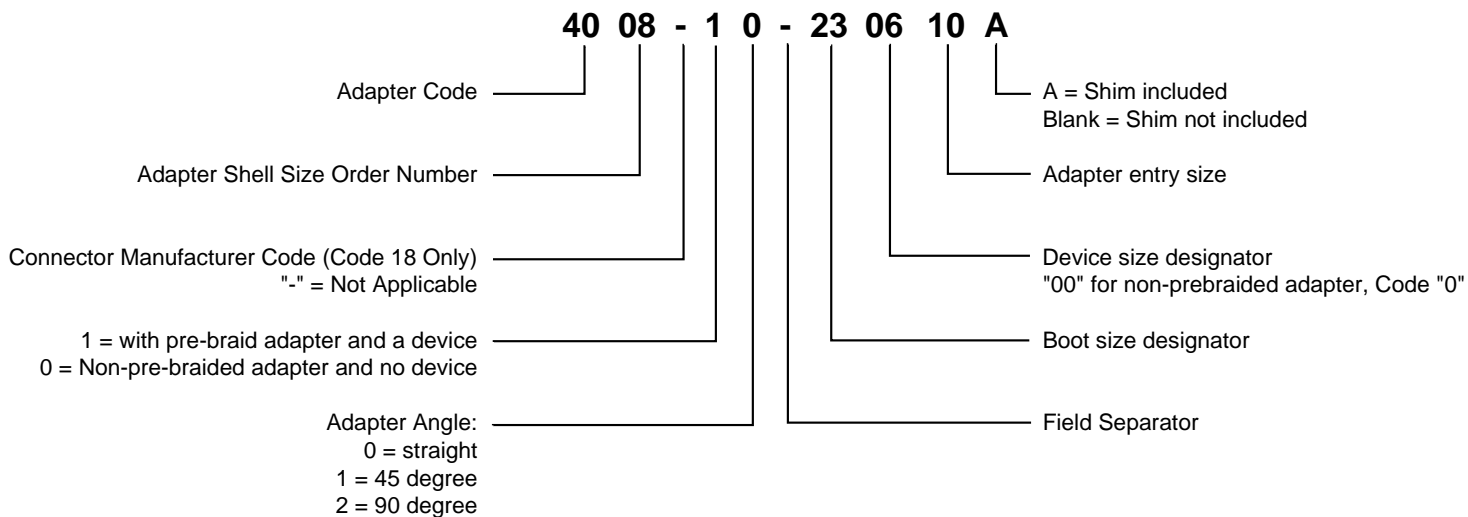 40 08 - 1 0 - 23 06 10 A
Adapter Code
Adapter Shell Size Order Number
Connector Manufacturer Code (Code 18 Only)
"-" = Not Applicable
1 = with pre-braid adapter and a device
0 = Non-pre-braided adapter and no device
Adapter Angle:
0 = straight
1 = 45 degree
2 = 90 degree
A = Shim included
Blank = Shim not included
Adapter entry size
Device size designator
"00" for non-prebraided adapter, Code "0"
Boot size designator
Field Separator